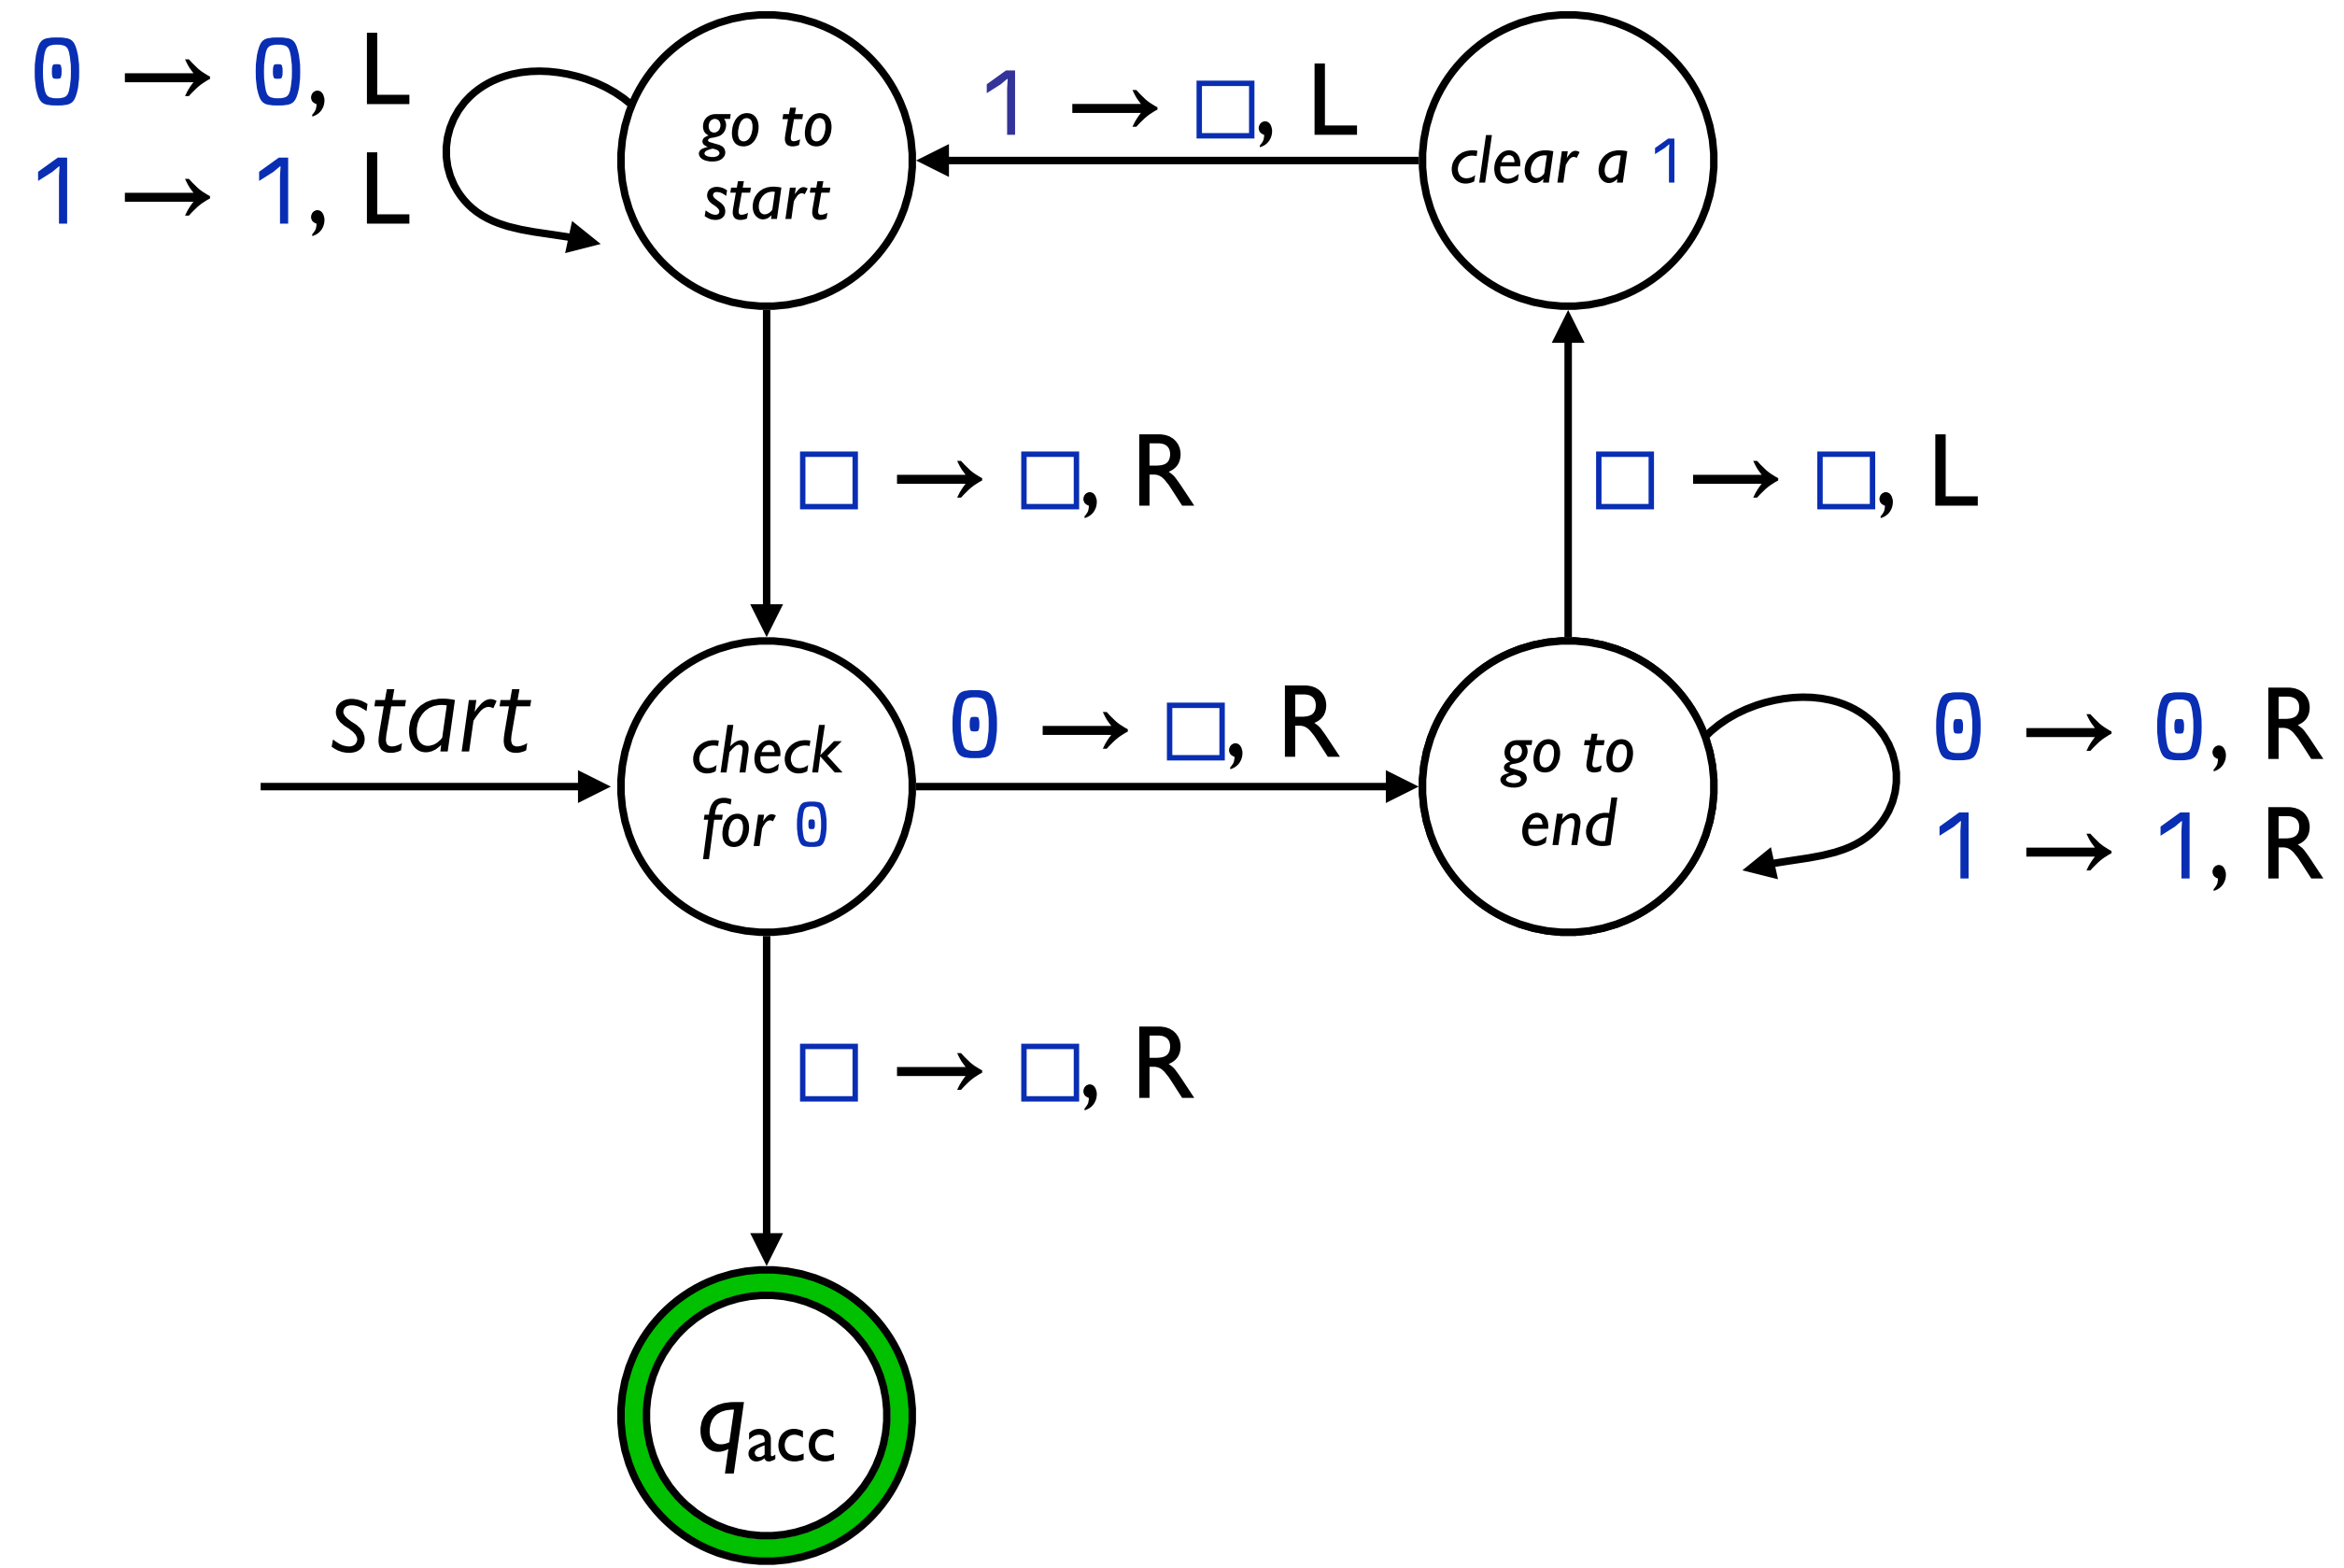 0 → 0, L
1 → 1, L
go to
start
1 → □, L
clear a 1
□ → □, R
□ → □, L
start
check
for 0
0 → □, R
go to
end
0 → 0, R
1 → 1, R
□ → □, R
qacc